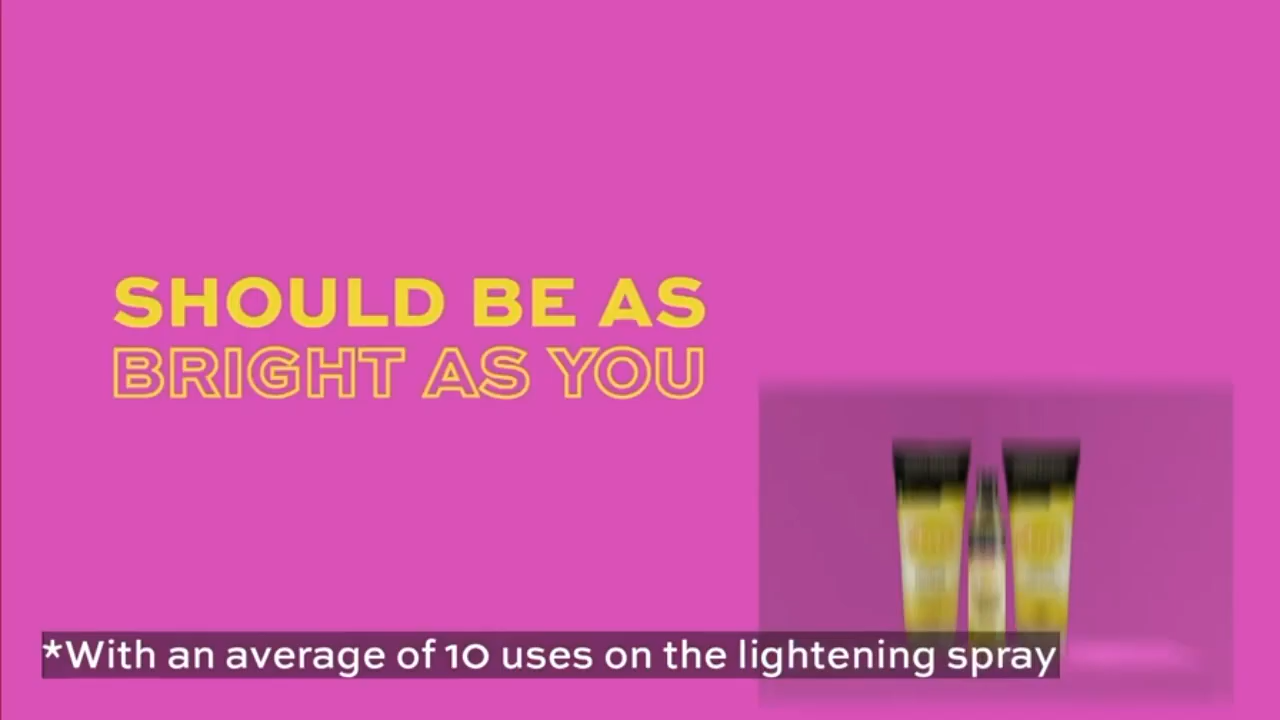 SHOULD BE AS
BRIGHT AS YOU
*With an average of 10 uses on the lightening spray